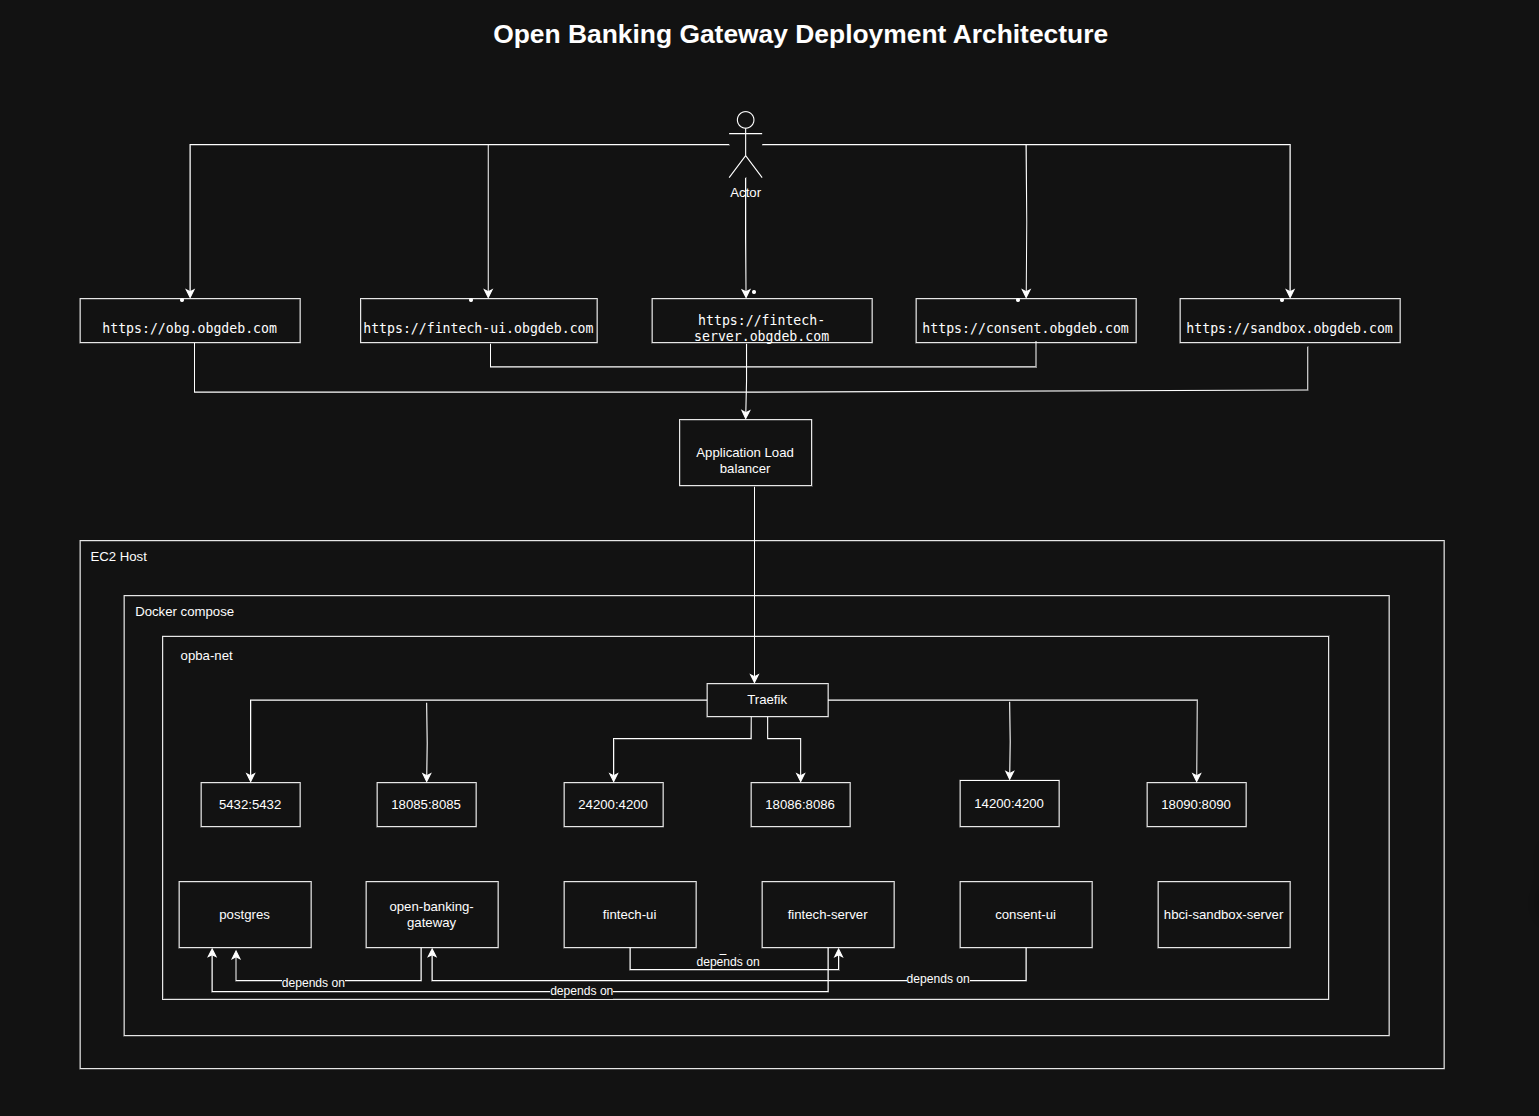 Open Banking Gateway Deployment Architecture
Actor
https://obg.obgdeb.com
https://fintech-ui.obgdeb.com
https://fintech-
server.obgdeb.com
https://consent.obgdeb.com
https://sandbox.obgdeb.com
Application Load
balancer
EC2 Host
Docker compose
opba-net
Traefik
5432:5432
18085:8085
24200:4200
18086:8086
14200:4200
18090:8090
postgres
open-banking-
gateway
fintech-ui
fintech-server
consent-ui
hbci-sandbox-server
depends on
depends on
depends on
depends on